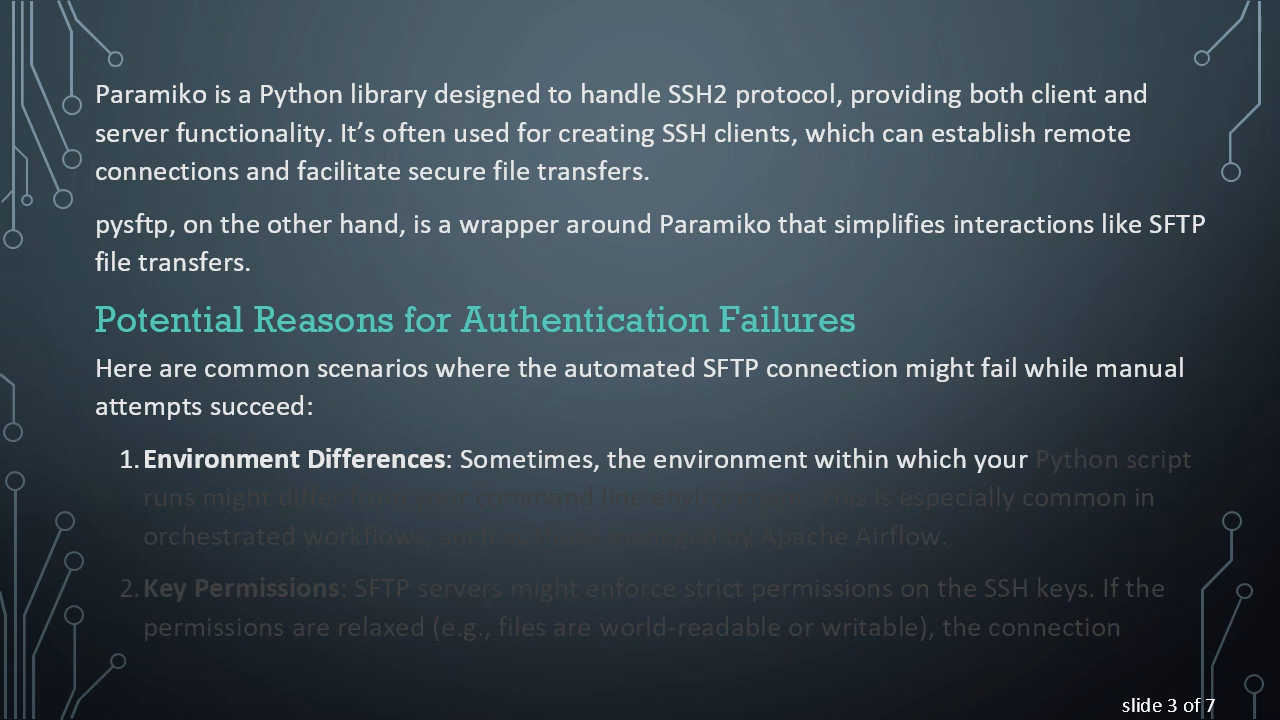 Paramiko is a Python library designed to handle SSH2 protocol, providing both client and
server functionality. It’s often used for creating SSH clients, which can establish remote
connections and facilitate secure file transfers.
pysftp, on the other hand, is a wrapper around Paramiko that simplifies interactions like SFTP
file transfers.
Potential Reasons for Authentication Failures
Here are common scenarios where the automated SFTP connection might fail while manual
attempts succeed:
1. Environment Differences: Sometimes, the environment within which your Python script
runs might differ from your command line environment. This is especially common in
orchestrated workflows, such as those managed by Apache Airflow.
2. Key Permissions: SFTP servers might enforce strict permissions on the SSH keys. If the
permissions are relaxed (e.g., files are world-readable or writable), the connection
slide 3 of 7